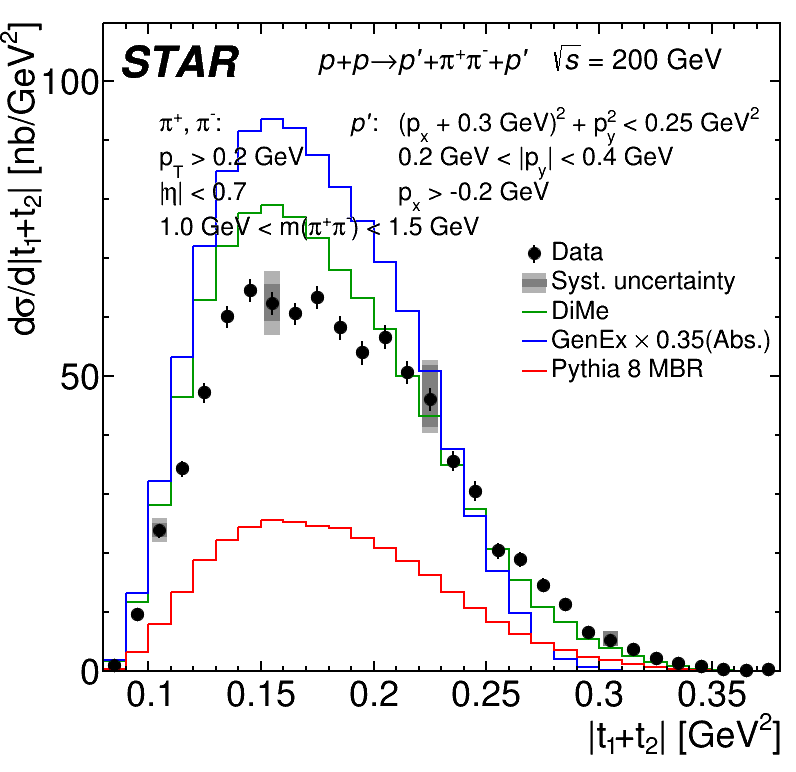 STAR p+p→p′+π⁺π⁻+p′ √s = 200 GeV
π⁺, π⁻: p′: (pₓ + 0.3 GeV)² + p_y² < 0.25 GeV²
p_T > 0.2 GeV 0.2 GeV < |p_y| < 0.4 GeV
|η| < 0.7 pₓ > -0.2 GeV
1.0 GeV < m(π⁺π⁻) < 1.5 GeV
Data
Syst. uncertainty
DiMe
GenEx × 0.35(Abs.)
Pythia 8 MBR
dσ/d|t₁+t₂| [nb/GeV²]
100
50
0
0.1 0.15 0.2 0.25 0.3 0.35
|t₁+t₂| [GeV²]